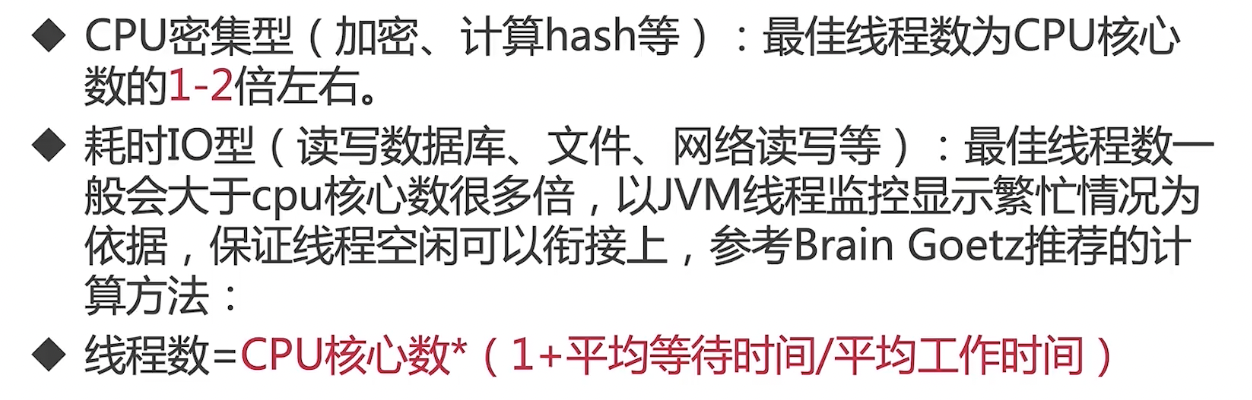 ◆ CPU密集型（加密、计算hash等）：最佳线程数为CPU核心
数的1-2倍左右。
◆ 耗时IO型（读写数据库、文件、网络读写等）：最佳线程数一
般会大于cpu核心数很多倍，以JVM线程监控显示繁忙情况为
依据，保证线程空闲可以衔接上，参考Brain Goetz推荐的计
算方法：
◆ 线程数=CPU核心数*（1+平均等待时间/平均工作时间）